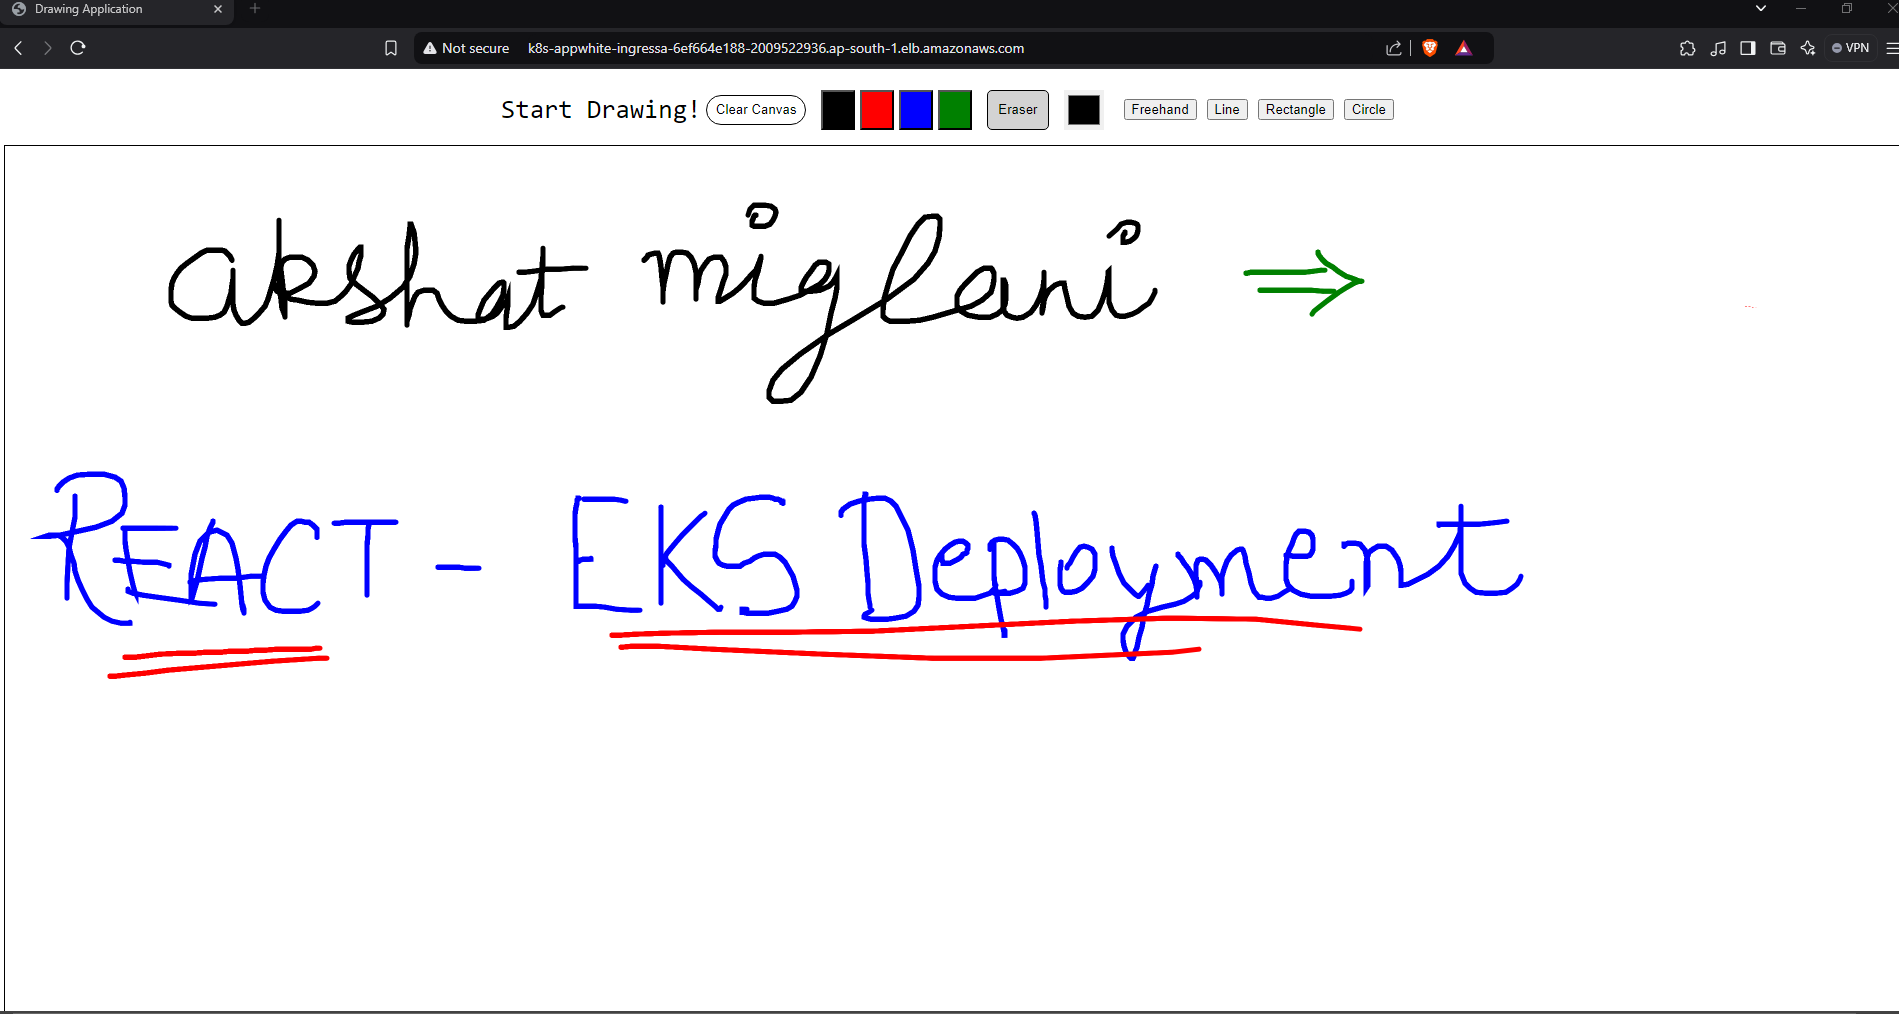 Drawing Application
Not secure k8s-appwhite-ingressa-6ef664e188-2009522936.ap-south-1.elb.amazonaws.com VPN
Start Drawing! Clear Canvas Eraser Freehand Line Rectangle Circle
akshat miglani ⇒
REACT - EKS Deployment